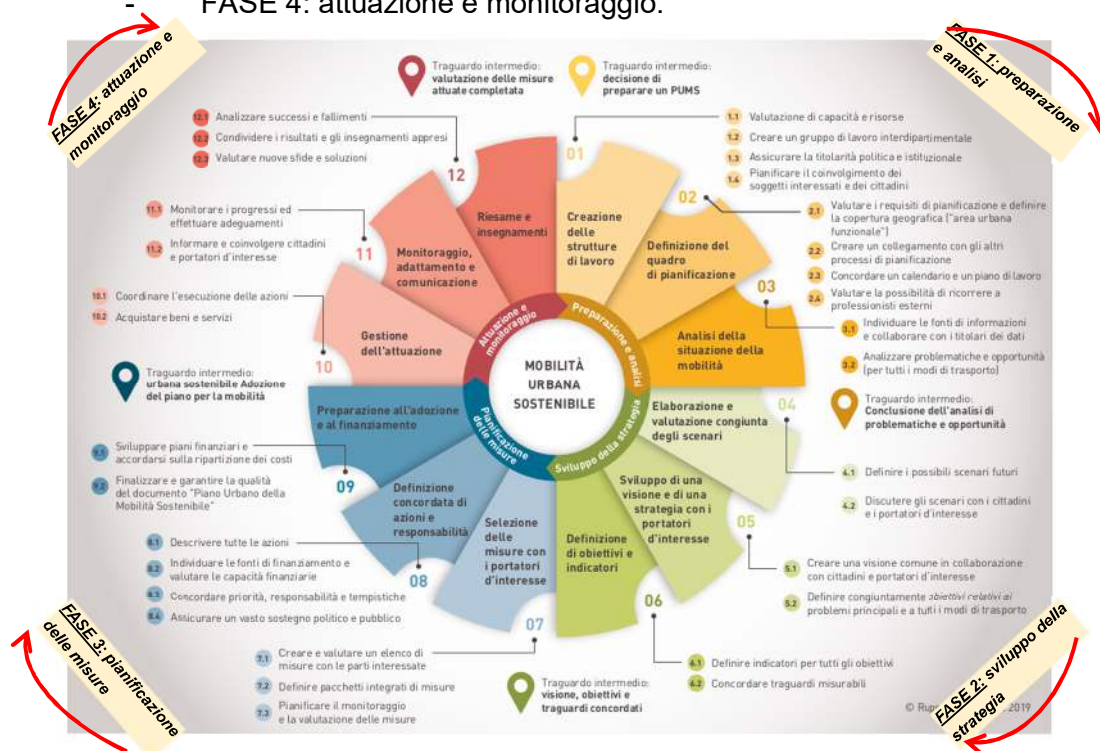 - FASE 4: attuazione e monitoraggio.
FASE 4: attuazione e
monitoraggio
FASE 1: preparazione
e analisi
Traguardo intermedio:
valutazione delle misure
attuate completata
Traguardo intermedio:
decisione di
preparare un PUMS
12.1 Analizzare successi e fallimenti
12.2 Condividere i risultati e gli insegnamenti appresi
12.3 Valutare nuove sfide e soluzioni
1.1 Valutazione di capacità e risorse
1.2 Creare un gruppo di lavoro interdipartimentale
1.3 Assicurare la titolarità politica e istituzionale
1.4 Pianificare il coinvolgimento dei
soggetti interessati e dei cittadini
11.1 Monitorare i progressi ed
effettuare adeguamenti
11.2 Informare e coinvolgere cittadini
e portatori d'interesse
2.1 Valutare i requisiti di pianificazione e definire
la copertura geografica ("area urbana
funzionale")
2.2 Creare un collegamento con gli altri
processi di pianificazione
2.3 Concordare un calendario e un piano di lavoro
2.4 Valutare la possibilità di ricorrere a
professionisti esterni
10.1 Coordinare l'esecuzione delle azioni
10.2 Acquistare beni e servizi
3.1 Individuare le fonti di informazioni
e collaborare con i titolari dei dati
3.2 Analizzare problematiche e opportunità
(per tutti i modi di trasporto)
Traguardo intermedio:
urbana sostenibile Adozione
del piano per la mobilità
Traguardo intermedio:
Conclusione dell'analisi di
problematiche e opportunità
12
Riesame e
insegnamenti
01
Creazione
delle
strutture
di lavoro
02
Definizione del
quadro
di pianificazione
03
Analisi della
situazione della
mobilità
11
Monitoraggio,
adattamento e
comunicazione
10
Gestione
dell'attuazione
Attuazione e
monitoraggio
Preparazione e analisi
MOBILITÀ
URBANA
SOSTENIBILE
Pianificazione
delle misure
Sviluppo della strategia
04
Elaborazione e
valutazione congiunta
degli scenari
05
Sviluppo di una
visione e di una
strategia con i
portatori
d'interesse
06
Definizione
di obiettivi e
indicatori
07
Selezione
delle
misure con
i portatori
d'interesse
08
Definizione
concordata di
azioni e
responsabilità
09
Preparazione all'adozione
e al finanziamento
9.1 Sviluppare piani finanziari e
accordarsi sulla ripartizione dei costi
9.2 Finalizzare e garantire la qualità
del documento "Piano Urbano della
Mobilità Sostenibile"
4.1 Definire i possibili scenari futuri
4.2 Discutere gli scenari con i cittadini
e i portatori d'interesse
8.1 Descrivere tutte le azioni
8.2 Individuare le fonti di finanziamento e
valutare le capacità finanziarie
8.3 Concordare priorità, responsabilità e tempistiche
8.4 Assicurare un vasto sostegno politico e pubblico
5.1 Creare una visione comune in collaborazione
con cittadini e portatori d'interesse
5.2 Definire congiuntamente obiettivi relativi ai
problemi principali e a tutti i modi di trasporto
7.1 Creare e valutare un elenco di
misure con le parti interessate
7.2 Definire pacchetti integrati di misure
7.3 Pianificare il monitoraggio
e la valutazione delle misure
Traguardo intermedio:
visione, obiettivi e
traguardi concordati
6.1 Definire indicatori per tutti gli obiettivi
6.2 Concordare traguardi misurabili
FASE 3: pianificazione
delle misure
FASE 2: sviluppo della
strategia
© 2019